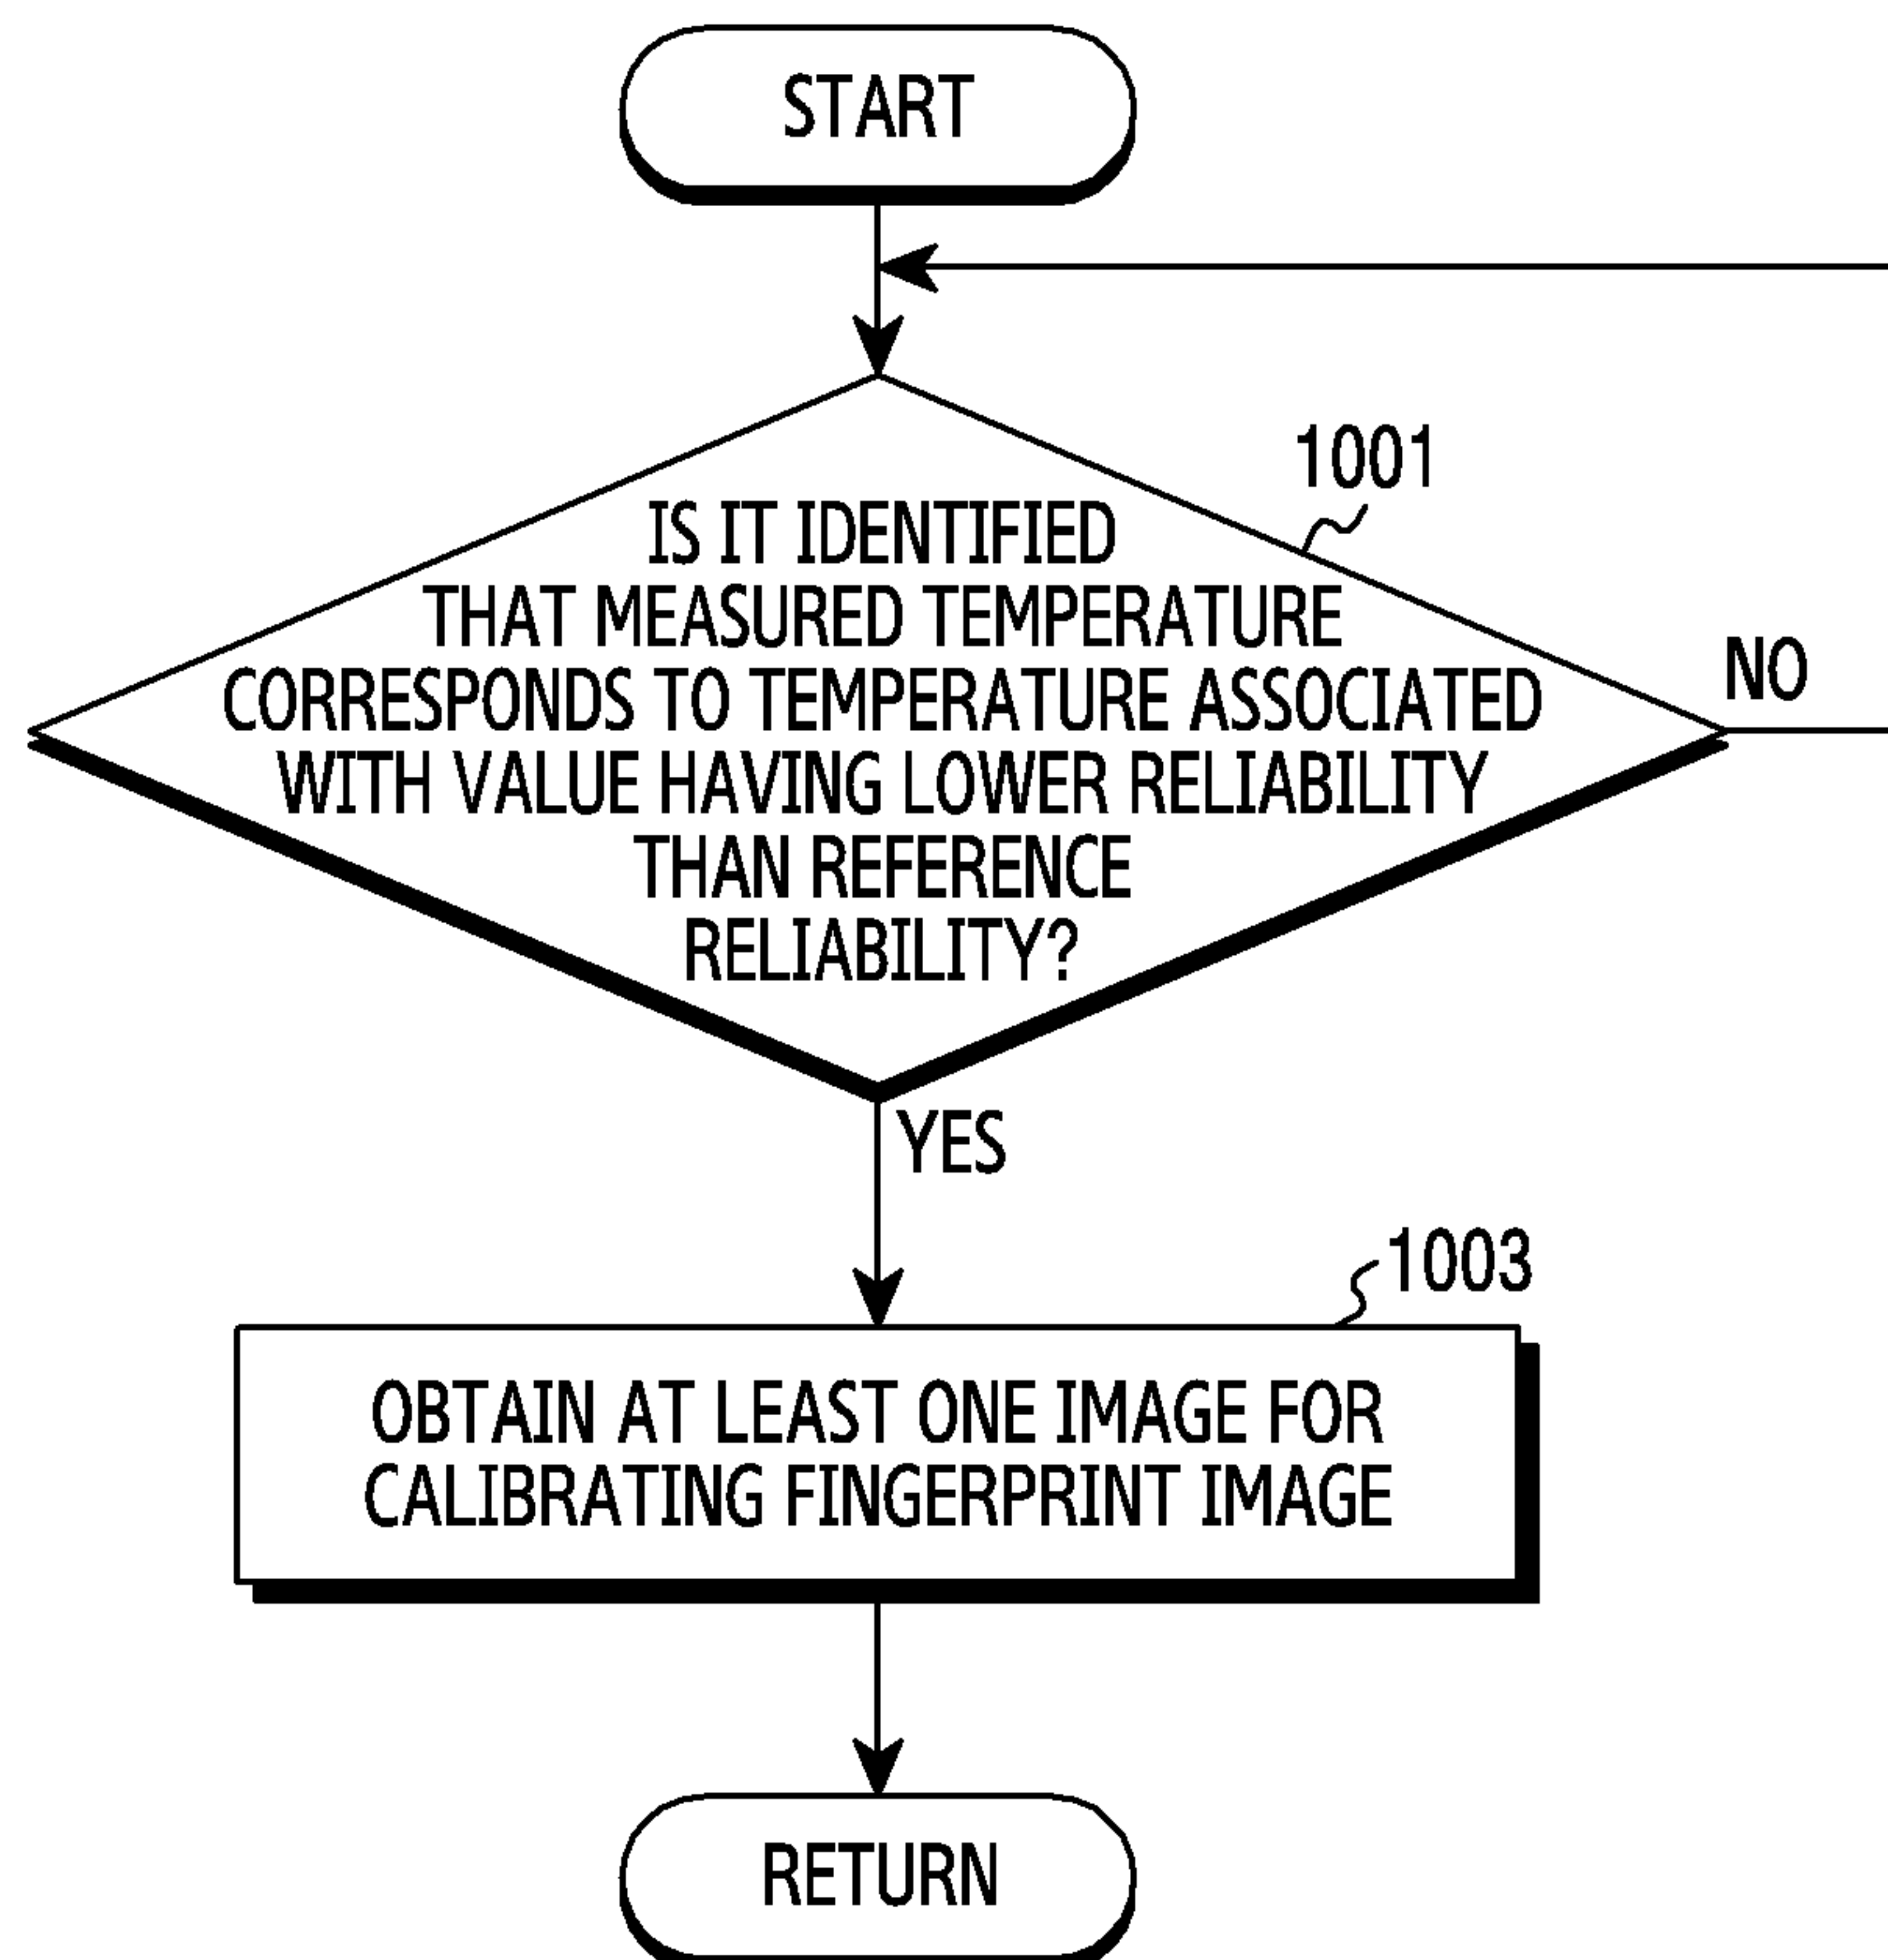 START
1001
IS IT IDENTIFIED
THAT MEASURED TEMPERATURE
CORRESPONDS TO TEMPERATURE ASSOCIATED
WITH VALUE HAVING LOWER RELIABILITY
THAN REFERENCE
RELIABILITY?
NO
YES
1003
OBTAIN AT LEAST ONE IMAGE FOR
CALIBRATING FINGERPRINT IMAGE
RETURN